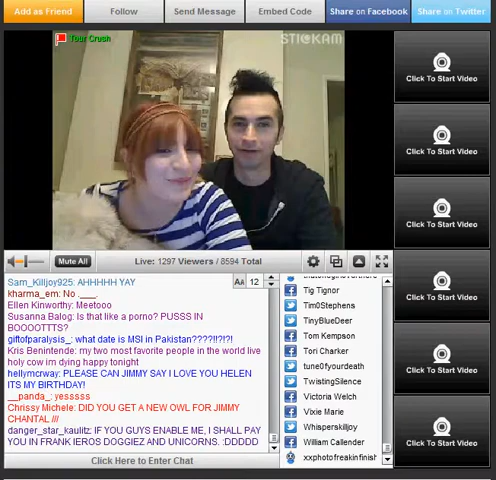 Add as Friend
Follow
Send Message
Embed Code
Share on Facebook
Share on Twitter
Tour Crush
STICKAM
Click To Start Video
Click To Start Video
Click To Start Video
Click To Start Video
Click To Start Video
Click To Start Video
Mute All
Live: 1297 Viewers / 8594 Total
AA 12
Sam_Killjoy925: AHHHHH YAY
kharma_em: No .___.
Ellen Kinworthy: Meetooo
Susanna Balog: Is that like a porno? PUSSS IN
BOOOTTTS?
giftofparalysis_: what date is MSI in Pakistan????!!?!?!
Kris Benintende: my two most favorite people in the world live
holy cow im dying happy tonight
hellymcrway: PLEASE CAN JIMMY SAY I LOVE YOU HELEN
ITS MY BIRTHDAY!
__panda_: yesssss
Chrissy Michele: DID YOU GET A NEW OWL FOR JIMMY
CHANTAL ///
danger_star_kaulitz: IF YOU GUYS ENABLE ME, I SHALL PAY
YOU IN FRANK IEROS DOGGIEZ AND UNICORNS. :DDDDD
Click Here to Enter Chat
Tig Tignor
Tim0Stephens
TinyBlueDeer
Tom Kempson
Tori Charker
tune0fyourdeath
TwistingSilence
Victoria Welch
Vixie Marie
Whisperskilljoy
William Callender
xxphotofreakinfinish